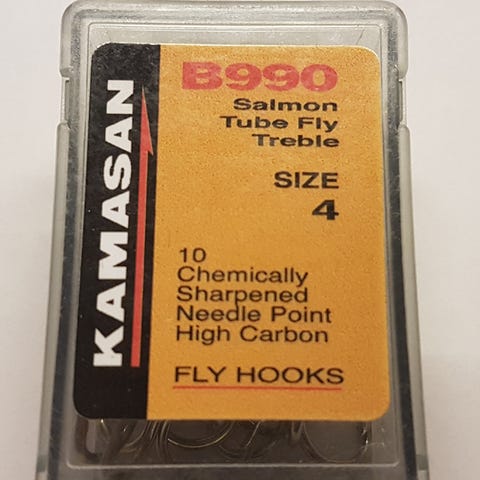 KAMASAN
B990
Salmon
Tube Fly
Treble
SIZE
4
10
Chemically
Sharpened
Needle Point
High Carbon
FLY HOOKS